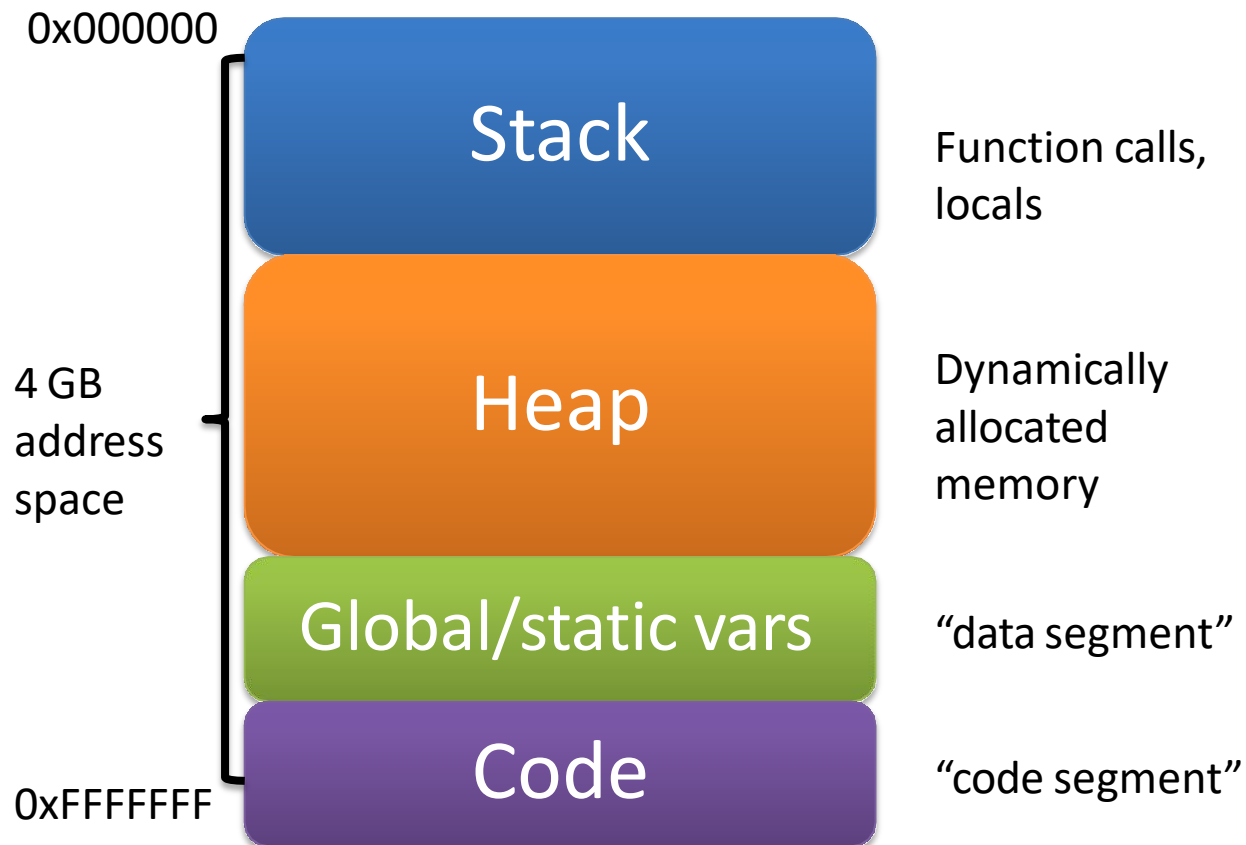 0x000000
Stack
Function calls,
locals
4 GB
address
space
Heap
Dynamically
allocated
memory
Global/static vars
“data segment”
Code
“code segment”
0xFFFFFFF